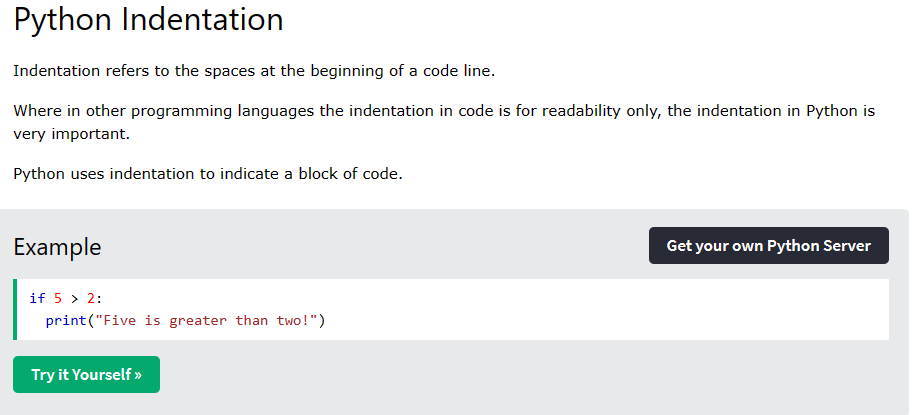 Python Indentation
Indentation refers to the spaces at the beginning of a code line.
Where in other programming languages the indentation in code is for readability only, the indentation in Python is
very important.
Python uses indentation to indicate a block of code.
Example
Get your own Python Server
if 5 > 2:
  print("Five is greater than two!")
Try it Yourself »